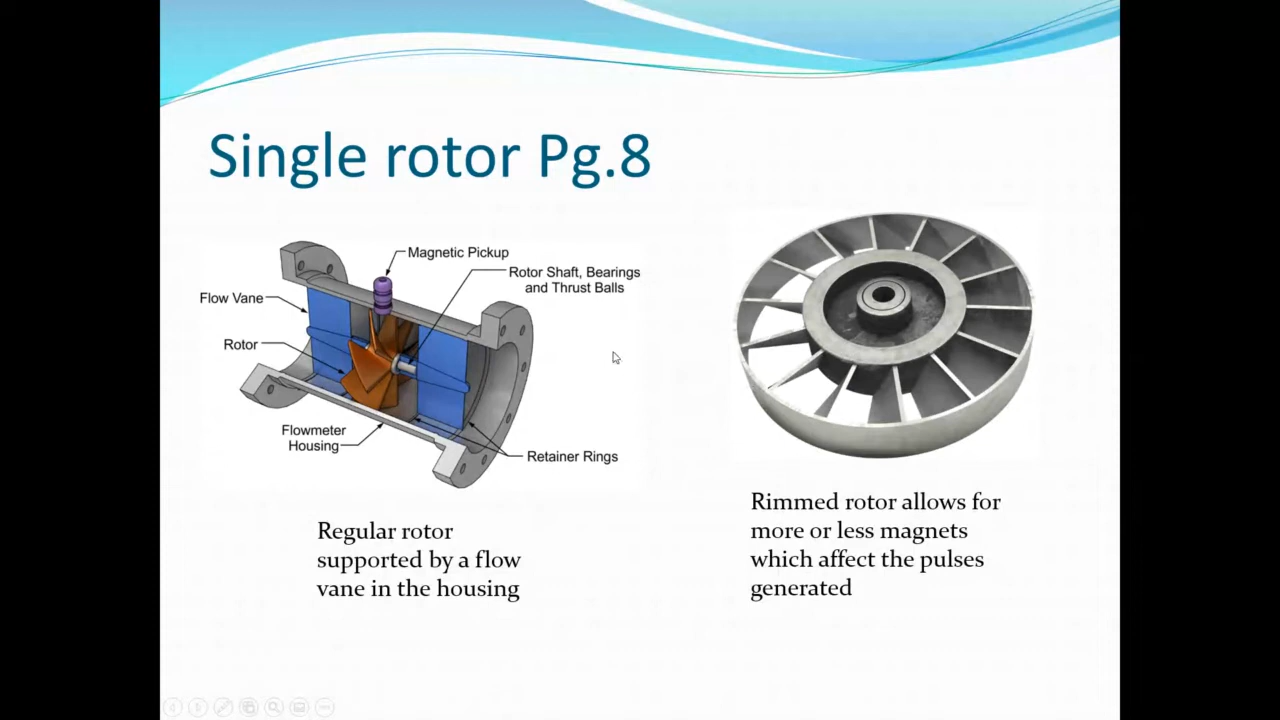 Single rotor Pg.8
Magnetic Pickup
Rotor Shaft, Bearings
and Thrust Balls
Flow Vane
Rotor
Flowmeter
Housing
Retainer Rings
Regular rotor
supported by a flow
vane in the housing
Rimmed rotor allows for
more or less magnets
which affect the pulses
generated